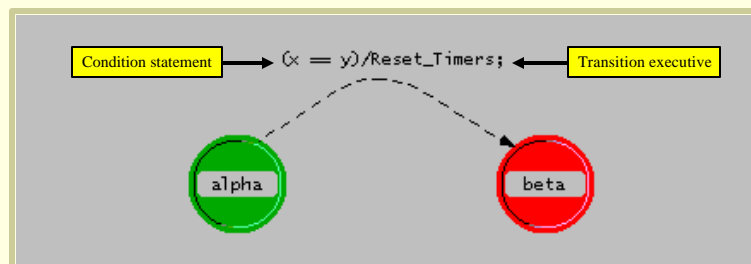 Condition statement
(x == y)/Reset_Timers;
Transition executive
alpha
beta